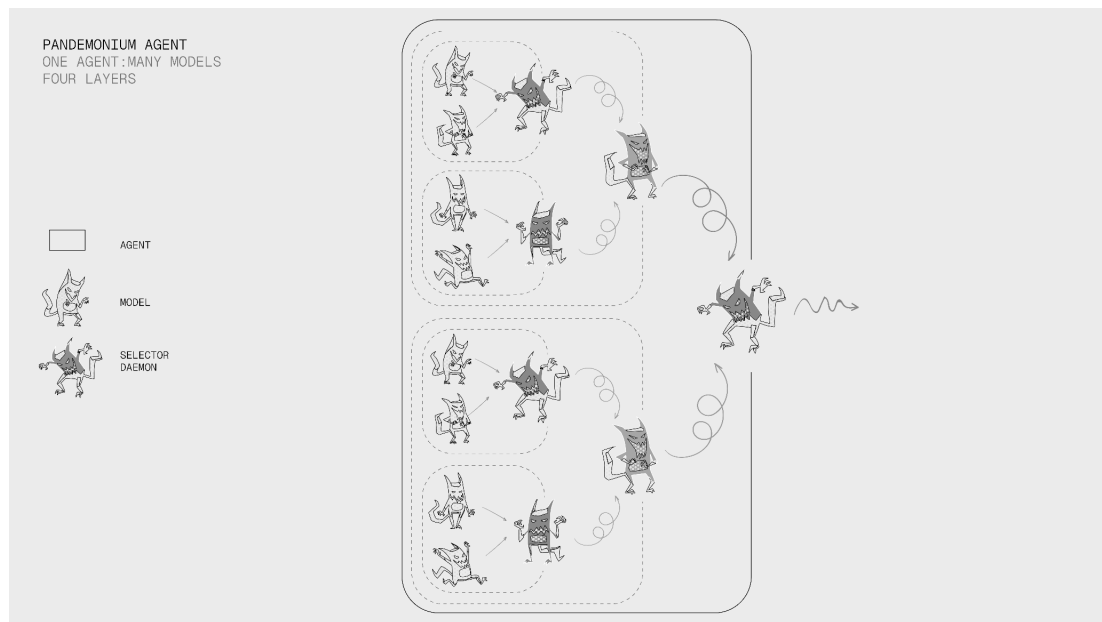 PANDEMONIUM AGENT
ONE AGENT:MANY MODELS
FOUR LAYERS
AGENT
MODEL
SELECTOR
DAEMON